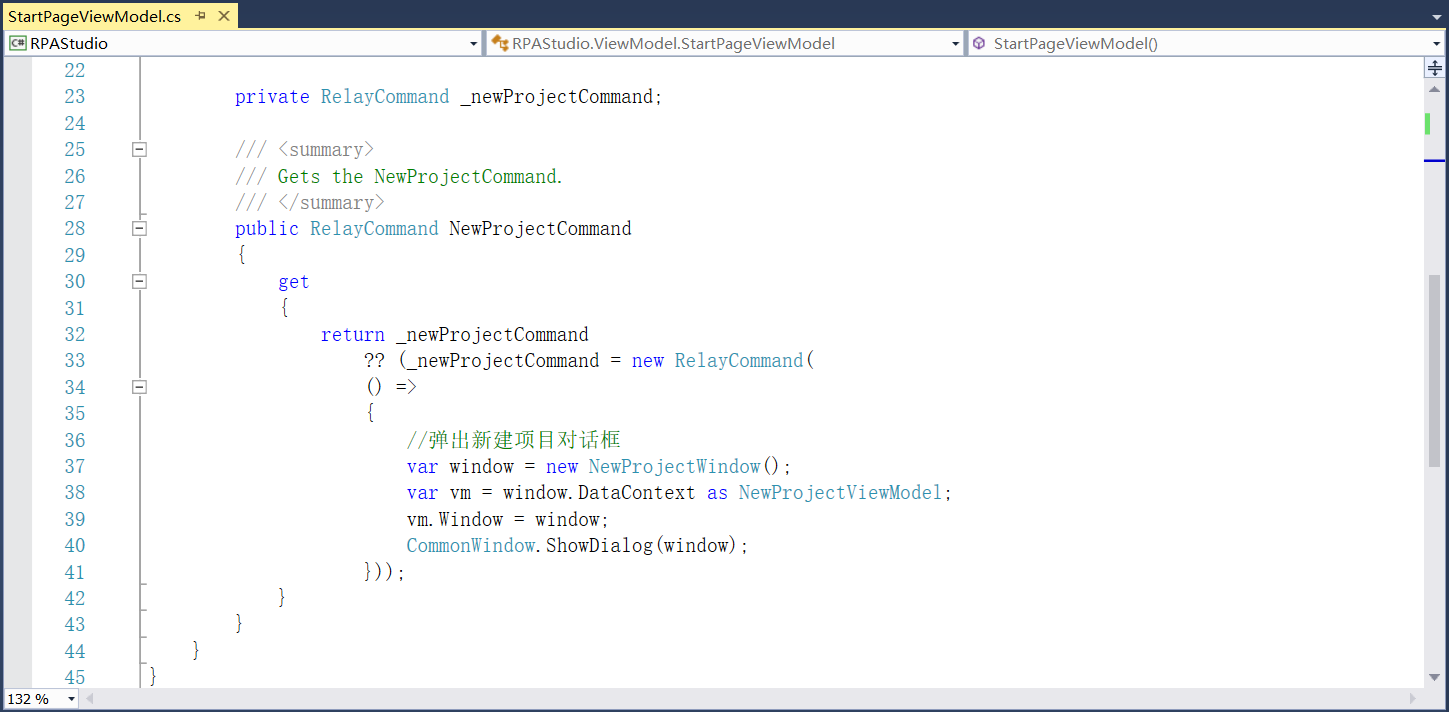 StartPageViewModel.cs
C# RPAStudio
RPAStudio.ViewModel.StartPageViewModel
StartPageViewModel()
22
23 private RelayCommand _newProjectCommand;
24
25 /// <summary>
26 /// Gets the NewProjectCommand.
27 /// </summary>
28 public RelayCommand NewProjectCommand
29 {
30 get
31 {
32 return _newProjectCommand
33 ?? (_newProjectCommand = new RelayCommand(
34 () =>
35 {
36 //弹出新建项目对话框
37 var window = new NewProjectWindow();
38 var vm = window.DataContext as NewProjectViewModel;
39 vm.Window = window;
40 CommonWindow.ShowDialog(window);
41 }));
42 }
43 }
44 }
45 }
132 %